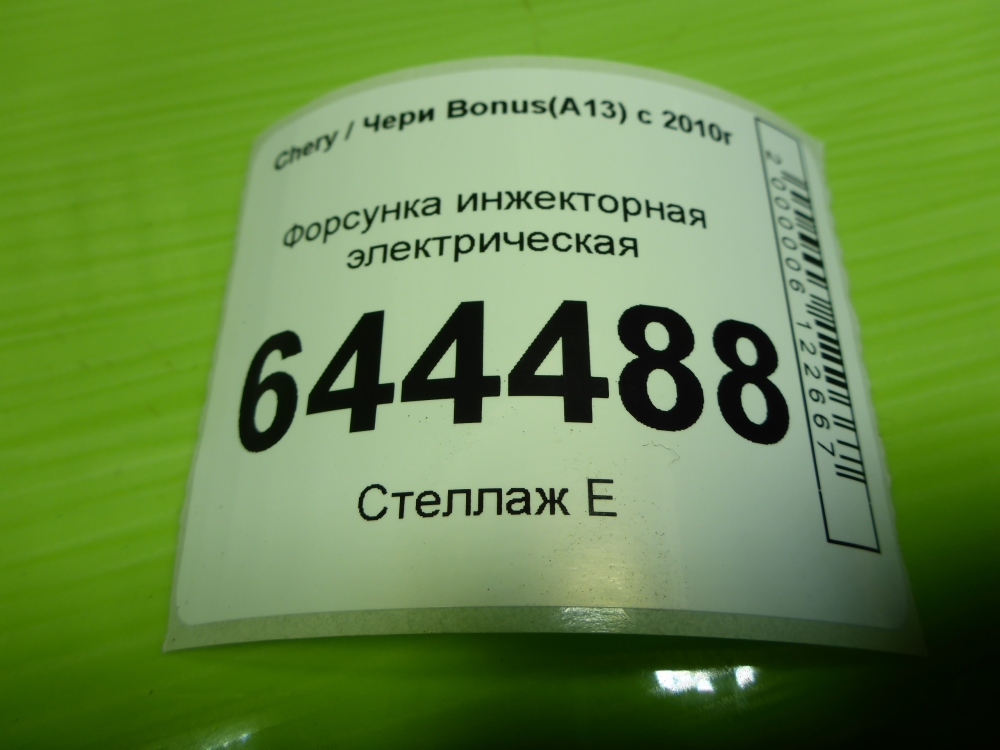 Chery / Чери Bonus(A13) с 2010г
Форсунка инжекторная
электрическая
644488
Стеллаж Е
2000006122667